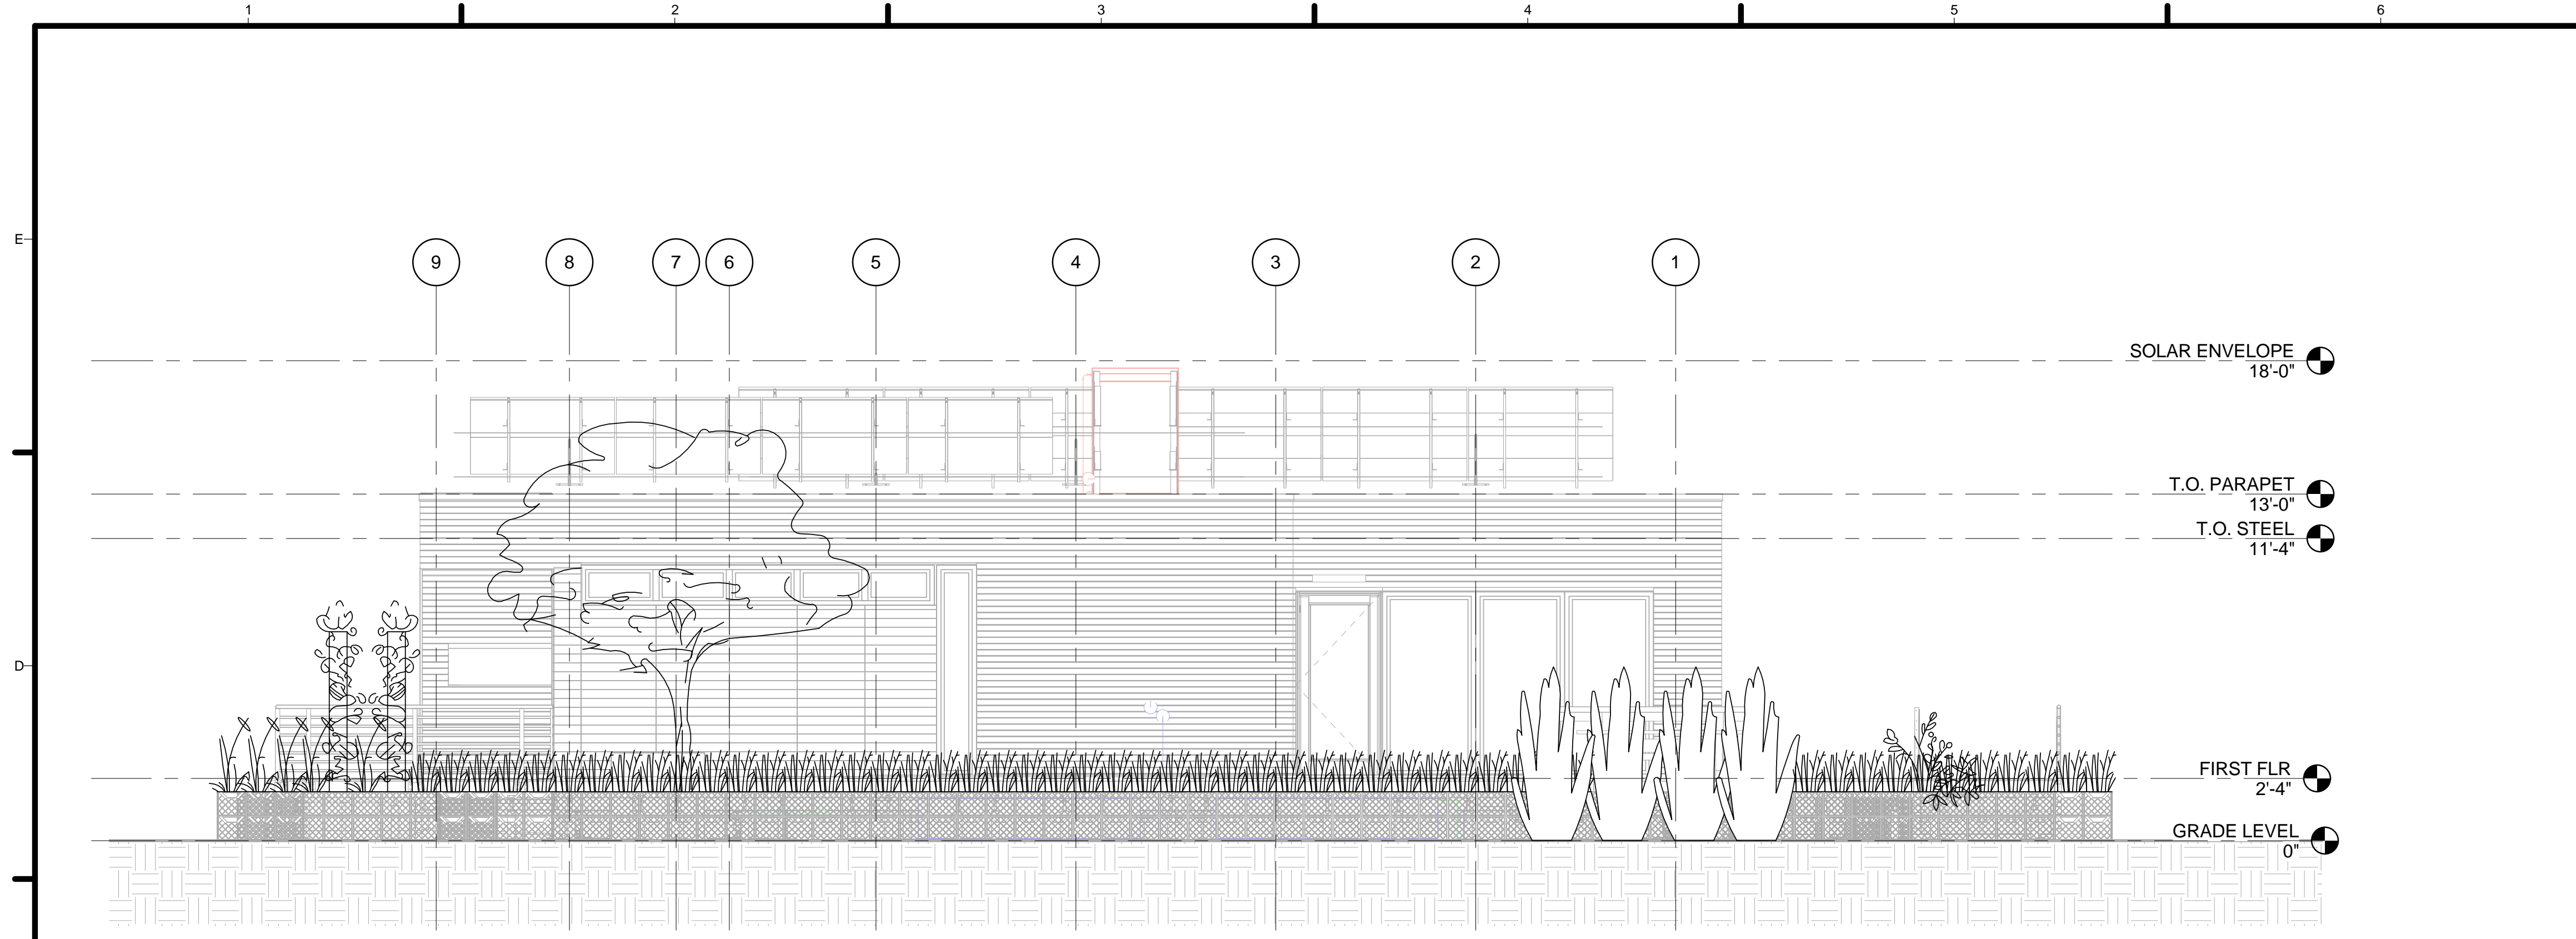 1 2 3 4 5 6
E
9 8 7 6 5 4 3 2 1
SOLAR ENVELOPE
18'-0"
T.O. PARAPET
13'-0"
T.O. STEEL
11'-4"
D
FIRST FLR
2'-4"
GRADE LEVEL
0"